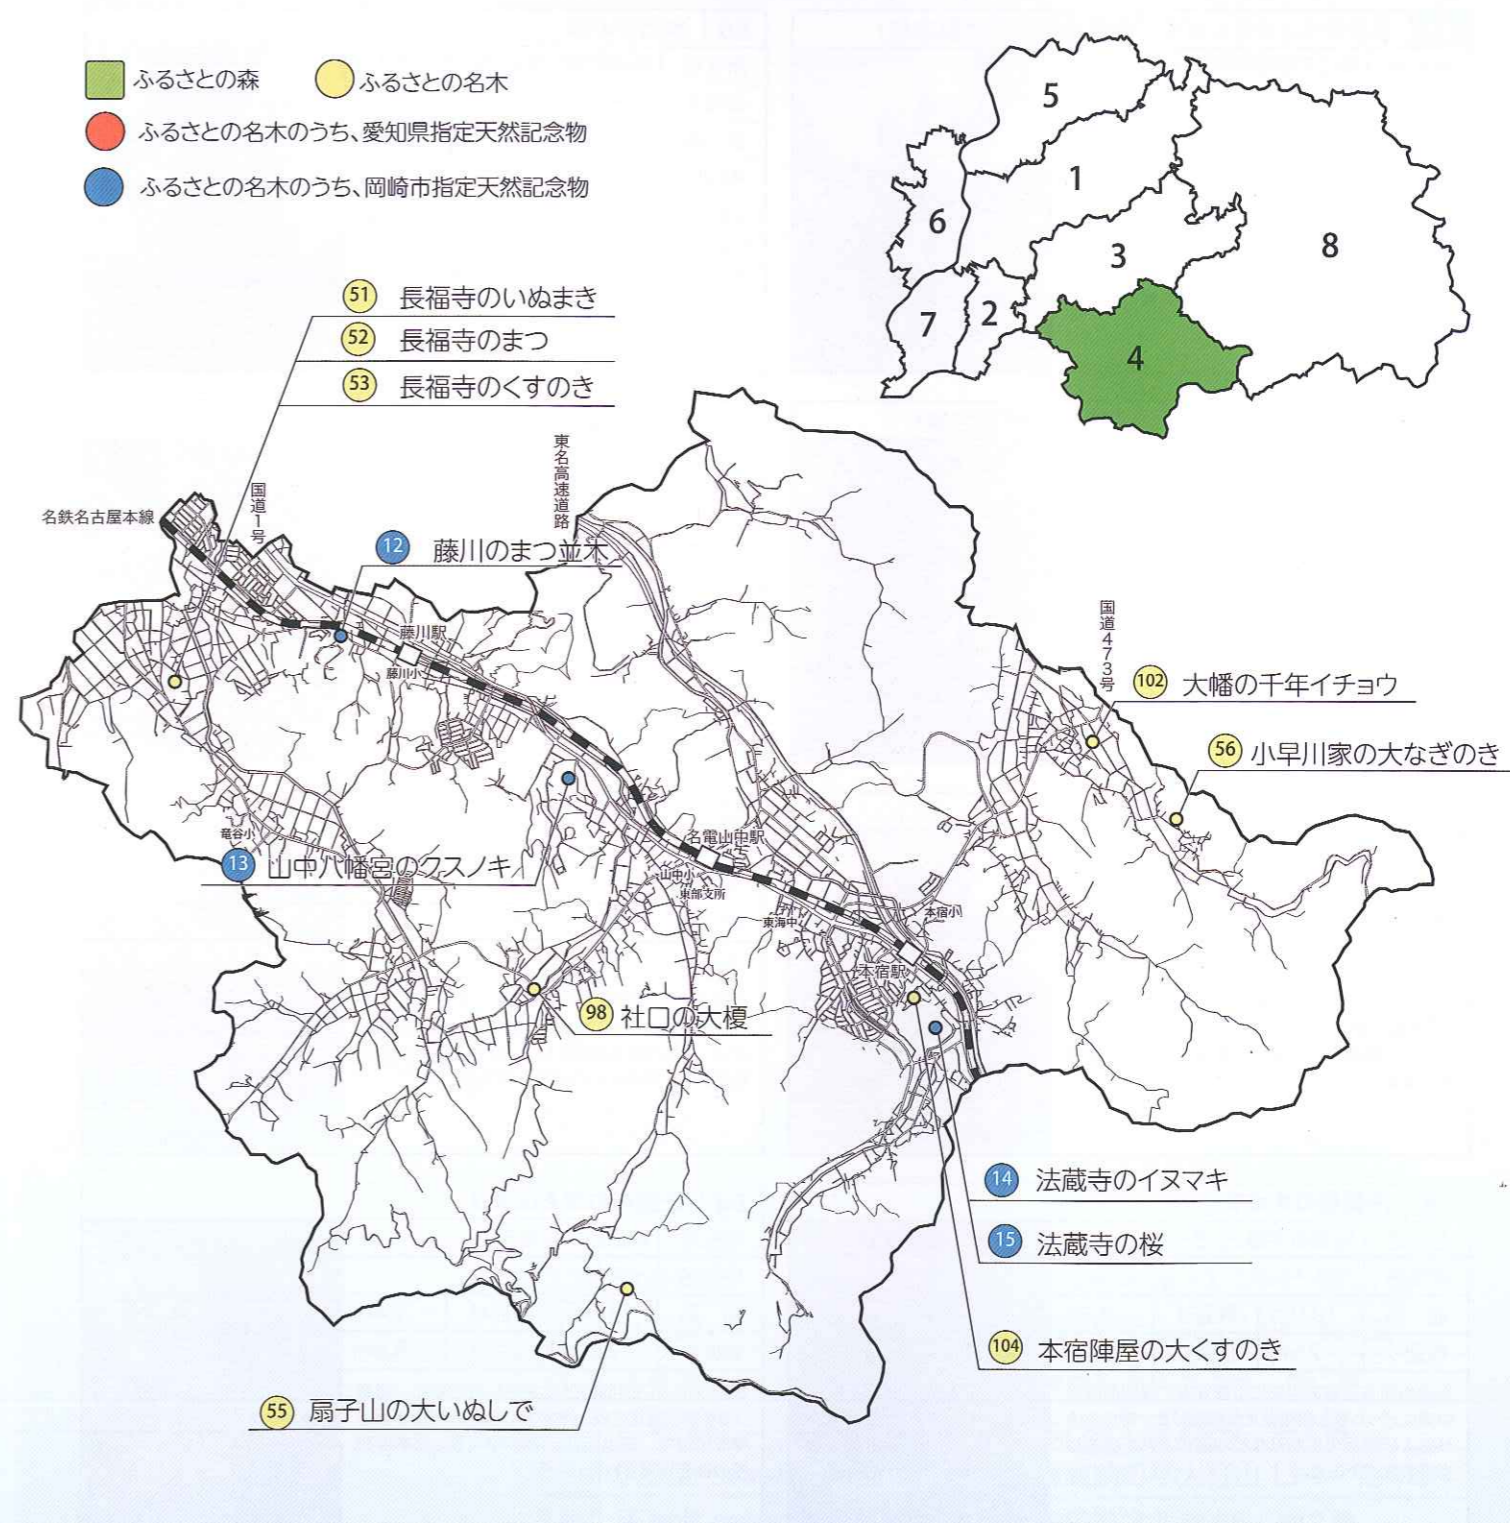 ふるさとの森
ふるさとの名木
ふるさとの名木のうち、愛知県指定天然記念物
ふるさとの名木のうち、岡崎市指定天然記念物
5
1
6
3
8
7
2
4
51 長福寺のいぬまき
52 長福寺のまつ
53 長福寺のくすのき
東名高速道路
国道1号
名鉄名古屋本線
12 藤川のまつ並木
藤川駅
藤川小
国道473号
102 大幡の千年イチョウ
56 小早川家の大なぎのき
竜谷小
13 山中八幡宮のクスノキ
名電山中駅
山中小
東部支所
東海中
本宿小
本宿駅
98 社口の大榎
14 法蔵寺のイヌマキ
15 法蔵寺の桜
104 本宿陣屋の大くすのき
55 扇子山の大いぬしで